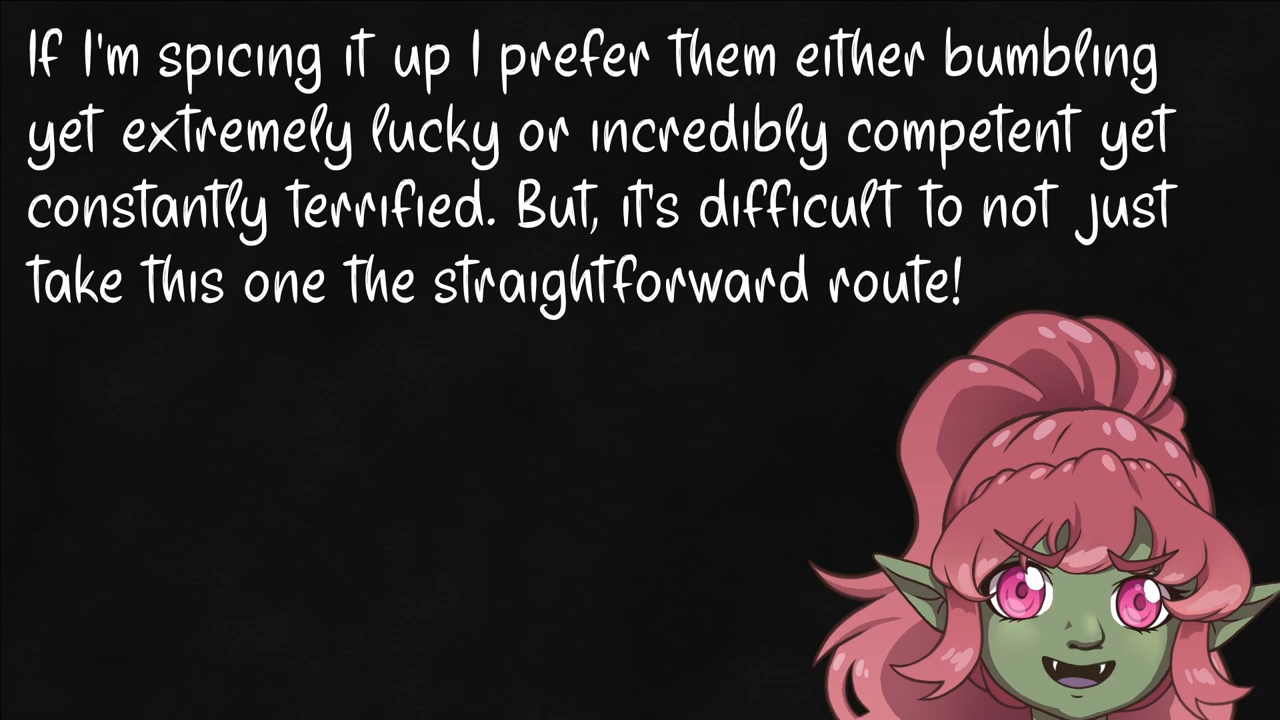 If I'm spicing it up I prefer them either bumbling
yet extremely lucky or incredibly competent yet
constantly terrified. But, it's difficult to not just
take this one the straightforward route!